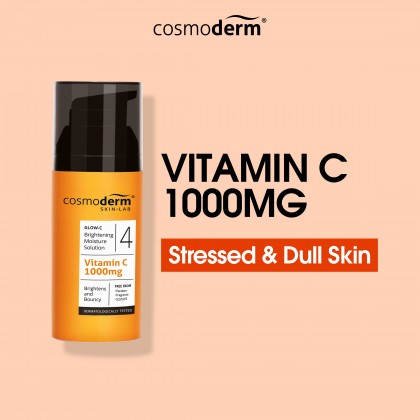 cosmoderm®
VITAMIN C
1000MG
Stressed & Dull Skin
cosmoderm®
SKIN•LAB
GLOW-C
Brightening
Moisture
Solution
4
Vitamin C
1000mg
Brightens
and
Bouncy
FREE FROM
DERMATOLOGICALLY TESTED